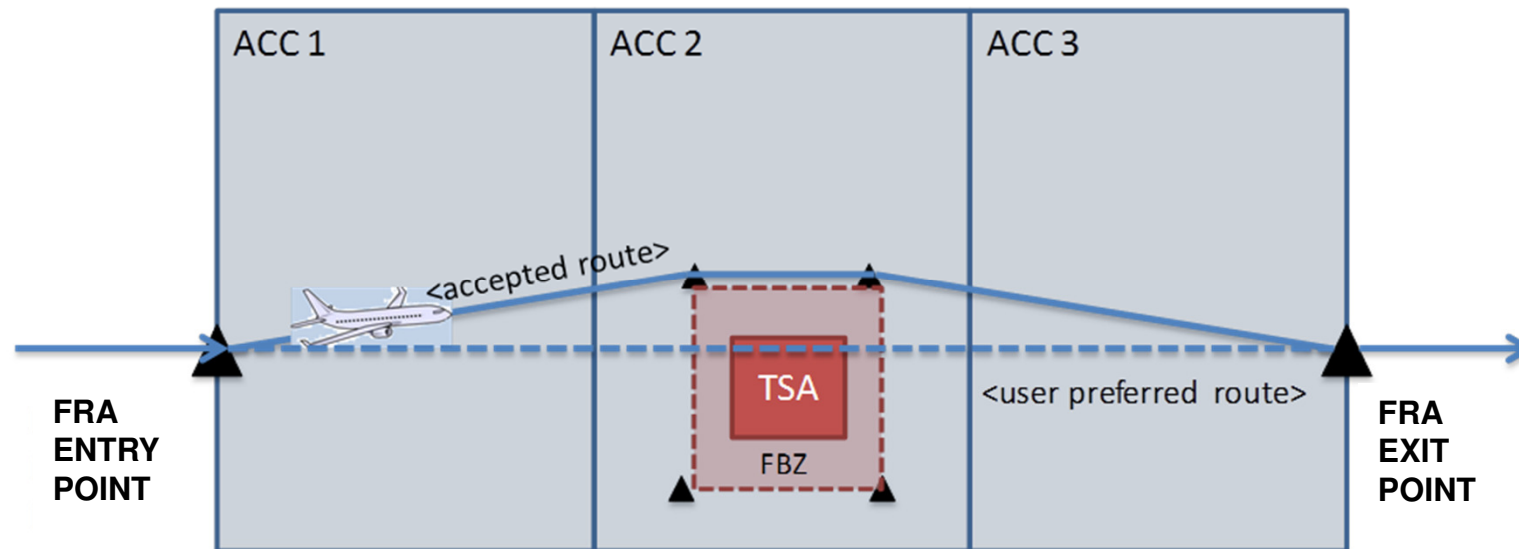 ACC 1
ACC 2
ACC 3
<accepted route>
TSA
<user preferred route>
FBZ
FRA
ENTRY
POINT
FRA
EXIT
POINT